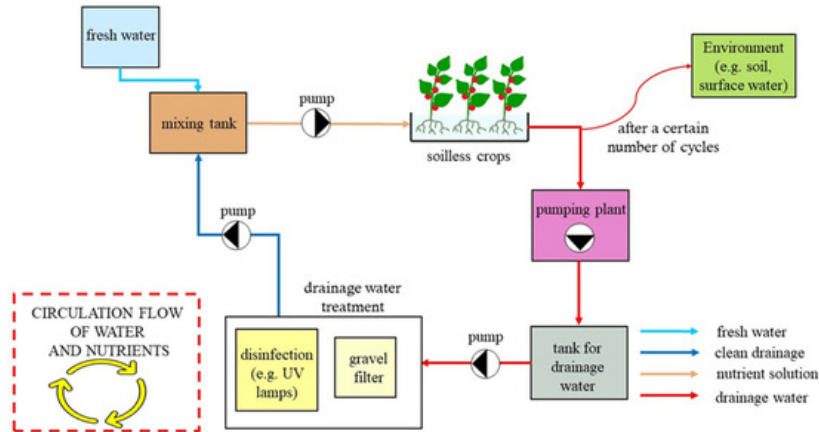 fresh water
mixing tank
pump
soilless crops
Environment
(e.g. soil,
surface water)
after a certain
number of cycles
pumping plant
pump
drainage water
treatment
disinfection
(e.g. UV
lamps)
gravel
filter
pump
tank for
drainage
water
CIRCULATION FLOW
OF WATER
AND NUTRIENTS
fresh water
clean drainage
nutrient solution
drainage water